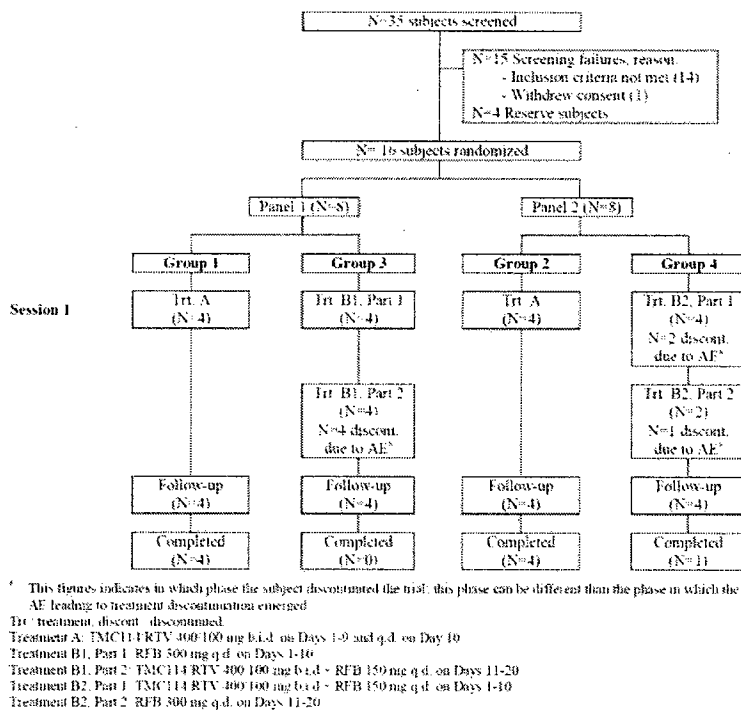 N=35 subjects screened
N=15 Screening failures, reason:
- Inclusion criteria not met (14)
- Withdrew consent (1)
N=4 Reserve subjects
N= 16 subjects randomized
Panel 1 (N=8)
Panel 2 (N=8)
Group 1
Group 3
Group 2
Group 4
Session 1
Trt. A
(N=4)
Trt. B1, Part 1
(N=4)
Trt. A
(N=4)
Trt. B2, Part 1
(N=4)
N=2 discont.
due to AE
Trt. B1, Part 2
(N=4)
N=4 discont.
due to AE
Trt. B2, Part 2
(N=2)
N=1 discont.
due to AE
Follow-up
(N=4)
Follow-up
(N=4)
Follow-up
(N=4)
Follow-up
(N=4)
Completed
(N=4)
Completed
(N=0)
Completed
(N=4)
Completed
(N=1)
This figures indicates in which phase the subject discontinued the trial; this phase can be different than the phase in which the
AE leading to treatment discontinuation emerged.
Trt.: treatment, discont.: discontinued.
Treatment A: TMC114/RTV 400/100 mg b.i.d. on Days 1-9 and q.d. on Day 10
Treatment B1, Part 1: RFB 300 mg q.d. on Days 1-10
Treatment B1, Part 2: TMC114/RTV 400/100 mg b.i.d. + RFB 150 mg q.d. on Days 11-20
Treatment B2, Part 1: TMC114/RTV 400/100 mg b.i.d. + RFB 150 mg q.d. on Days 1-10
Treatment B2, Part 2: RFB 300 mg q.d. on Days 11-20